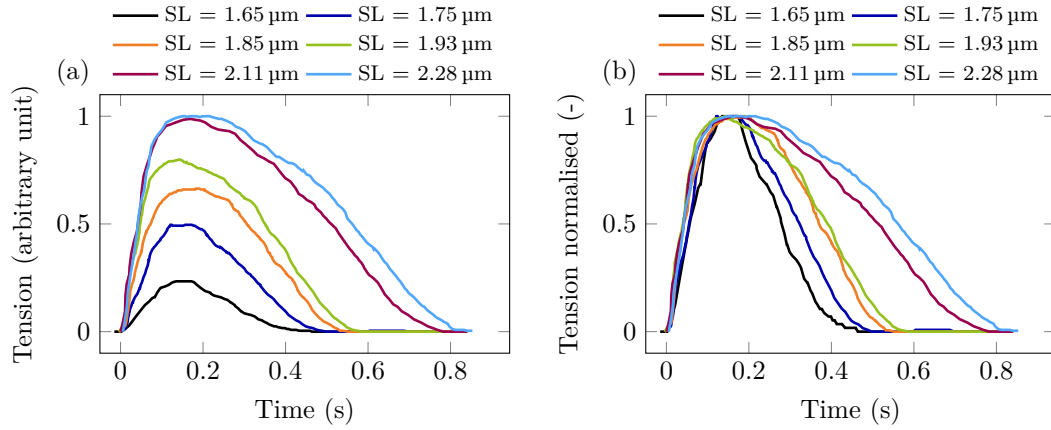 SL = 1.65 µm SL = 1.75 µm
SL = 1.85 µm SL = 1.93 µm
SL = 2.11 µm SL = 2.28 µm
(a)
1
0.5
0
0 0.2 0.4 0.6 0.8
Time (s)
Tension (arbitrary unit)
SL = 1.65 µm SL = 1.75 µm
SL = 1.85 µm SL = 1.93 µm
SL = 2.11 µm SL = 2.28 µm
(b)
1
0.5
0
0 0.2 0.4 0.6 0.8
Time (s)
Tension normalised (-)